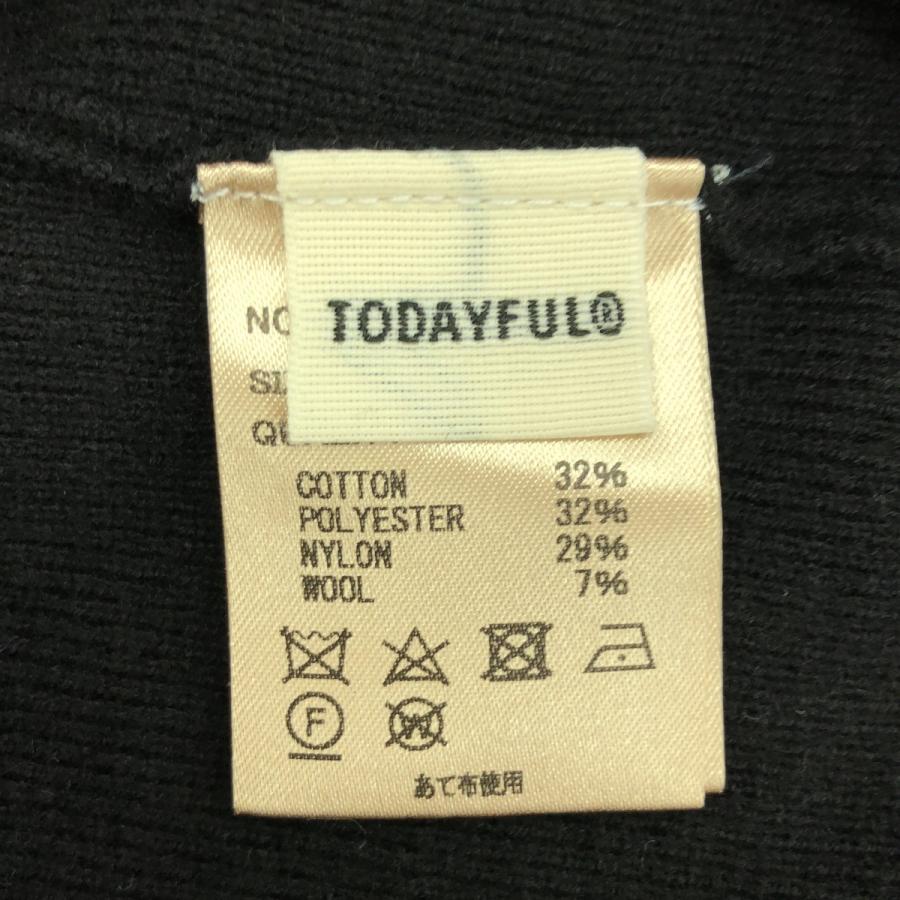 TODAYFUL®
COTTON 32%
POLYESTER 32%
NYLON 29%
WOOL 7%
F
W
あて布使用